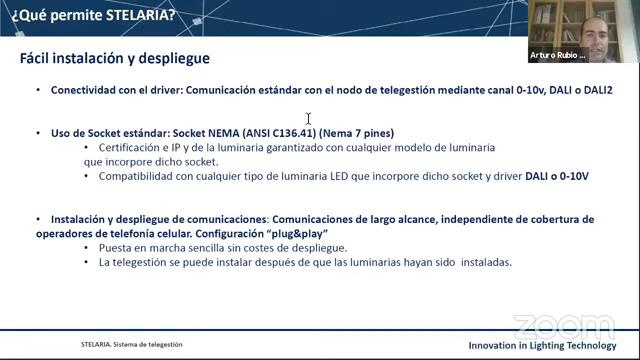 ¿Qué permite STELARIA?
Arturo Rubio ...
Fácil instalación y despliegue
• Conectividad con el driver: Comunicación estándar con el nodo de telegestión mediante canal 0-10v, DALI o DALI2
• Uso de Socket estándar: Socket NEMA (ANSI C136.41) (Nema 7 pines)
• Certificación e IP y de la luminaria garantizado con cualquier modelo de luminaria
que incorpore dicho socket.
• Compatibilidad con cualquier tipo de luminaria LED que incorpore dicho socket y driver DALI o 0-10V
• Instalación y despliegue de comunicaciones: Comunicaciones de largo alcance, independiente de cobertura de
operadores de telefonía celular. Configuración “plug&play”
• Puesta en marcha sencilla sin costes de despliegue.
• La telegestión se puede instalar después de que las luminarias hayan sido instaladas.
zoom
STELARIA. Sistema de telegestión
Innovation in Lighting Technology